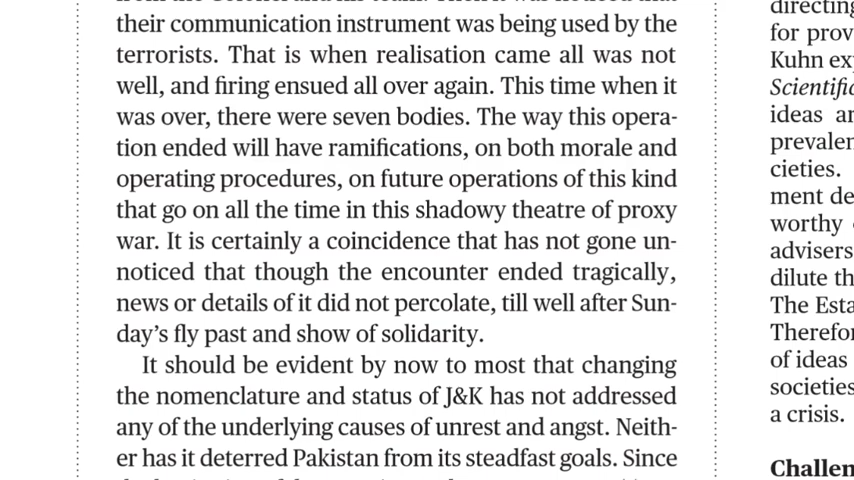 their communication instrument was being used by the
terrorists. That is when realisation came all was not
well, and firing ensued all over again. This time when it
was over, there were seven bodies. The way this opera-
tion ended will have ramifications, on both morale and
operating procedures, on future operations of this kind
that go on all the time in this shadowy theatre of proxy
war. It is certainly a coincidence that has not gone un-
noticed that though the encounter ended tragically,
news or details of it did not percolate, till well after Sun-
day's fly past and show of solidarity.
It should be evident by now to most that changing
the nomenclature and status of J&K has not addressed
any of the underlying causes of unrest and angst. Neith-
er has it deterred Pakistan from its steadfast goals. Since
directing
for prov
Kuhn ex
Scientific
ideas
prevalen
cieties.
ment de
worthy
advisers
dilute th
The Esta
Therefor
of ideas
societies
a crisis.
Challen